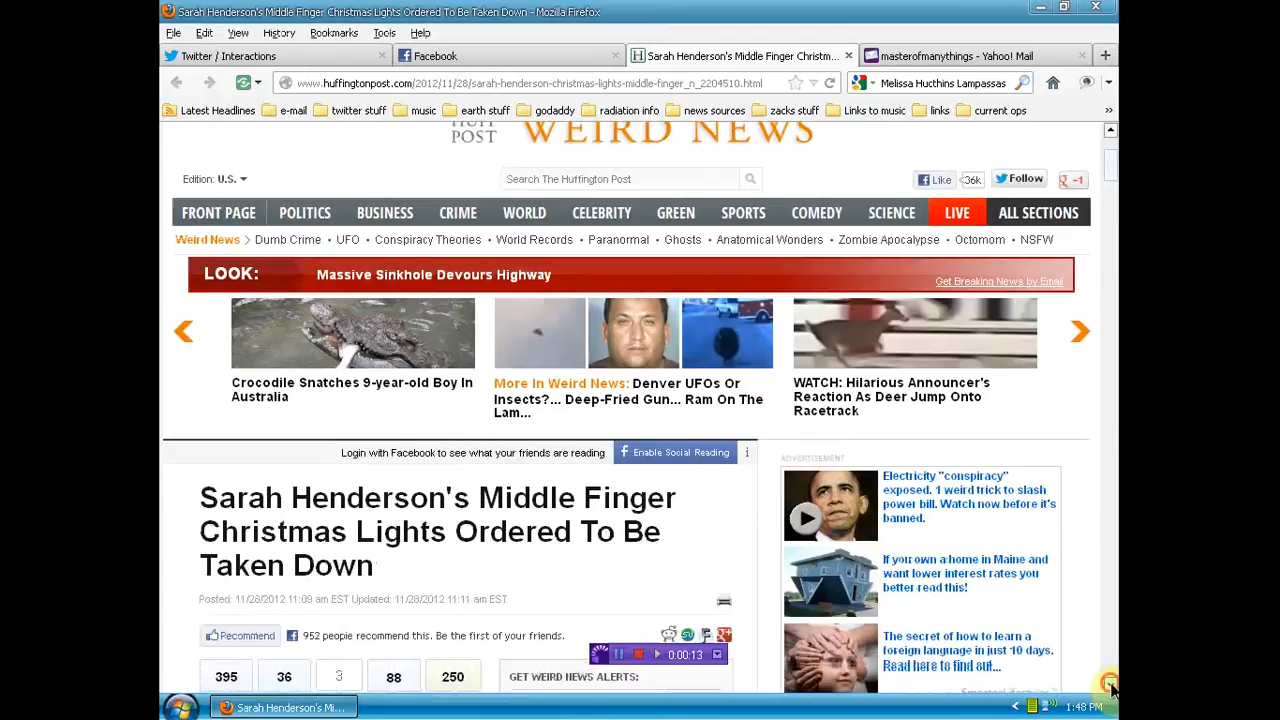 Sarah Henderson's Middle Finger Christmas Lights Ordered To Be Taken Down - Mozilla Firefox
File Edit View History Bookmarks Tools Help
Twitter / Interactions
Facebook
Sarah Henderson's Middle Finger Christm...
masterofmanythings - Yahoo! Mail
www.huffingtonpost.com/2012/11/28/sarah-henderson-christmas-lights-middle-finger_n_2204510.html
Melissa Hucthins Lampassas
Latest Headlines e-mail twitter stuff music earth stuff godaddy radiation info news sources zacks stuff Links to music links current ops
HUFF POST WEIRD NEWS
Edition: U.S.
Search The Huffington Post
Like 36k Follow +1
FRONT PAGE POLITICS BUSINESS CRIME WORLD CELEBRITY GREEN SPORTS COMEDY SCIENCE LIVE ALL SECTIONS
Weird News Dumb Crime • UFO • Conspiracy Theories • World Records • Paranormal • Ghosts • Anatomical Wonders • Zombie Apocalypse • Octomom • NSFW
LOOK: Massive Sinkhole Devours Highway
Get Breaking News by Email
Crocodile Snatches 9-year-old Boy In
Australia
More In Weird News: Denver UFOs Or
Insects?... Deep-Fried Gun... Ram On The
Lam...
WATCH: Hilarious Announcer's
Reaction As Deer Jump Onto
Racetrack
Login with Facebook to see what your friends are reading
Enable Social Reading
i
Sarah Henderson's Middle Finger
Christmas Lights Ordered To Be
Taken Down
Posted: 11/28/2012 11:09 am EST Updated: 11/28/2012 11:11 am EST
Recommend
952 people recommend this. Be the first of your friends.
0:00:13
395 36 3 88 250
GET WEIRD NEWS ALERTS:
ADVERTISEMENT
Electricity "conspiracy"
exposed. 1 weird trick to slash
power bill. Watch now before it's
banned.
If you own a home in Maine and
want lower interest rates you
better read this!
The secret of how to learn a
foreign language in just 10 days.
Read here to find out...
Sarah Henderson's Mi...
1:48 PM